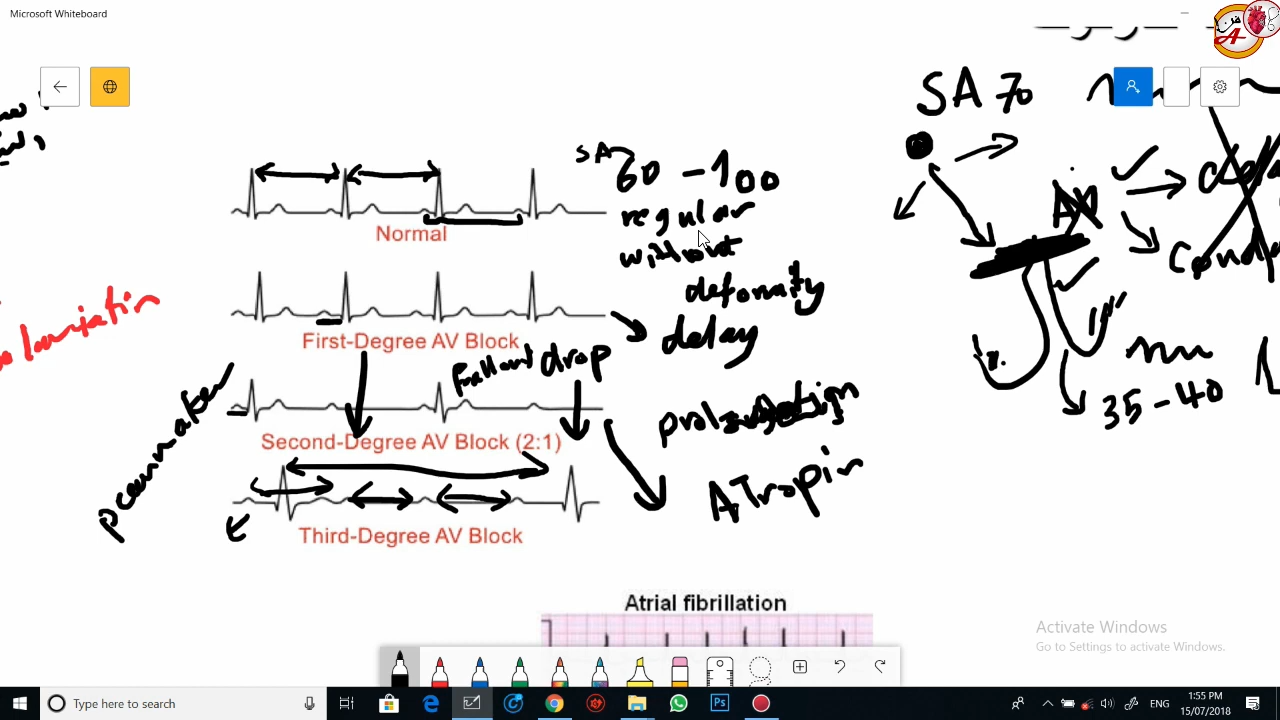 Microsoft Whiteboard
SA 70
SA 60 - 100
regular
without
deformity
Normal
AV
First-Degree AV Block
delay
drop
35-40
Second-Degree AV Block (2:1)
pacemaker
ATropin
Third-Degree AV Block
Atrial fibrillation
Activate Windows
Go to Settings to activate Windows.
Type here to search
ENG
1:55 PM
15/07/2018